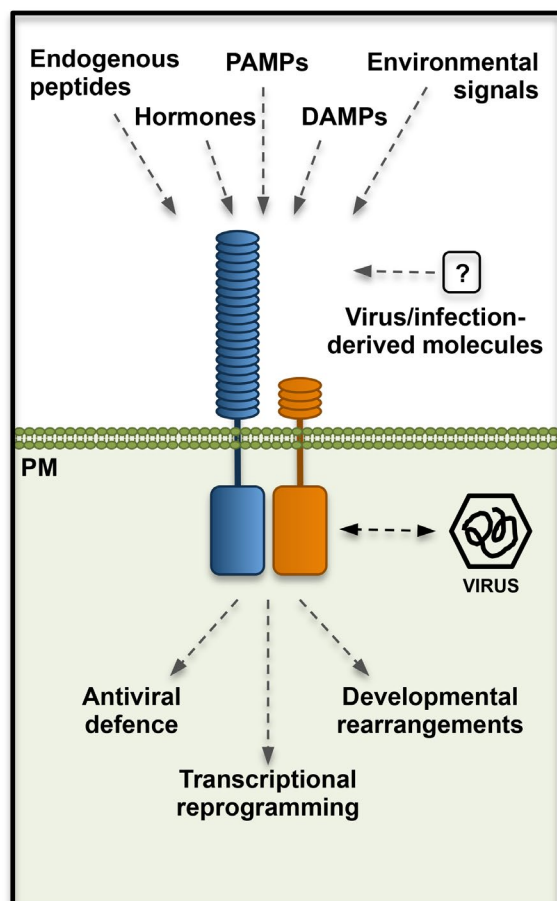 Endogenous
peptides
PAMPs
Environmental
signals
Hormones
DAMPs
?
Virus/infection-
derived molecules
PM
VIRUS
Antiviral
defence
Developmental
rearrangements
Transcriptional
reprogramming